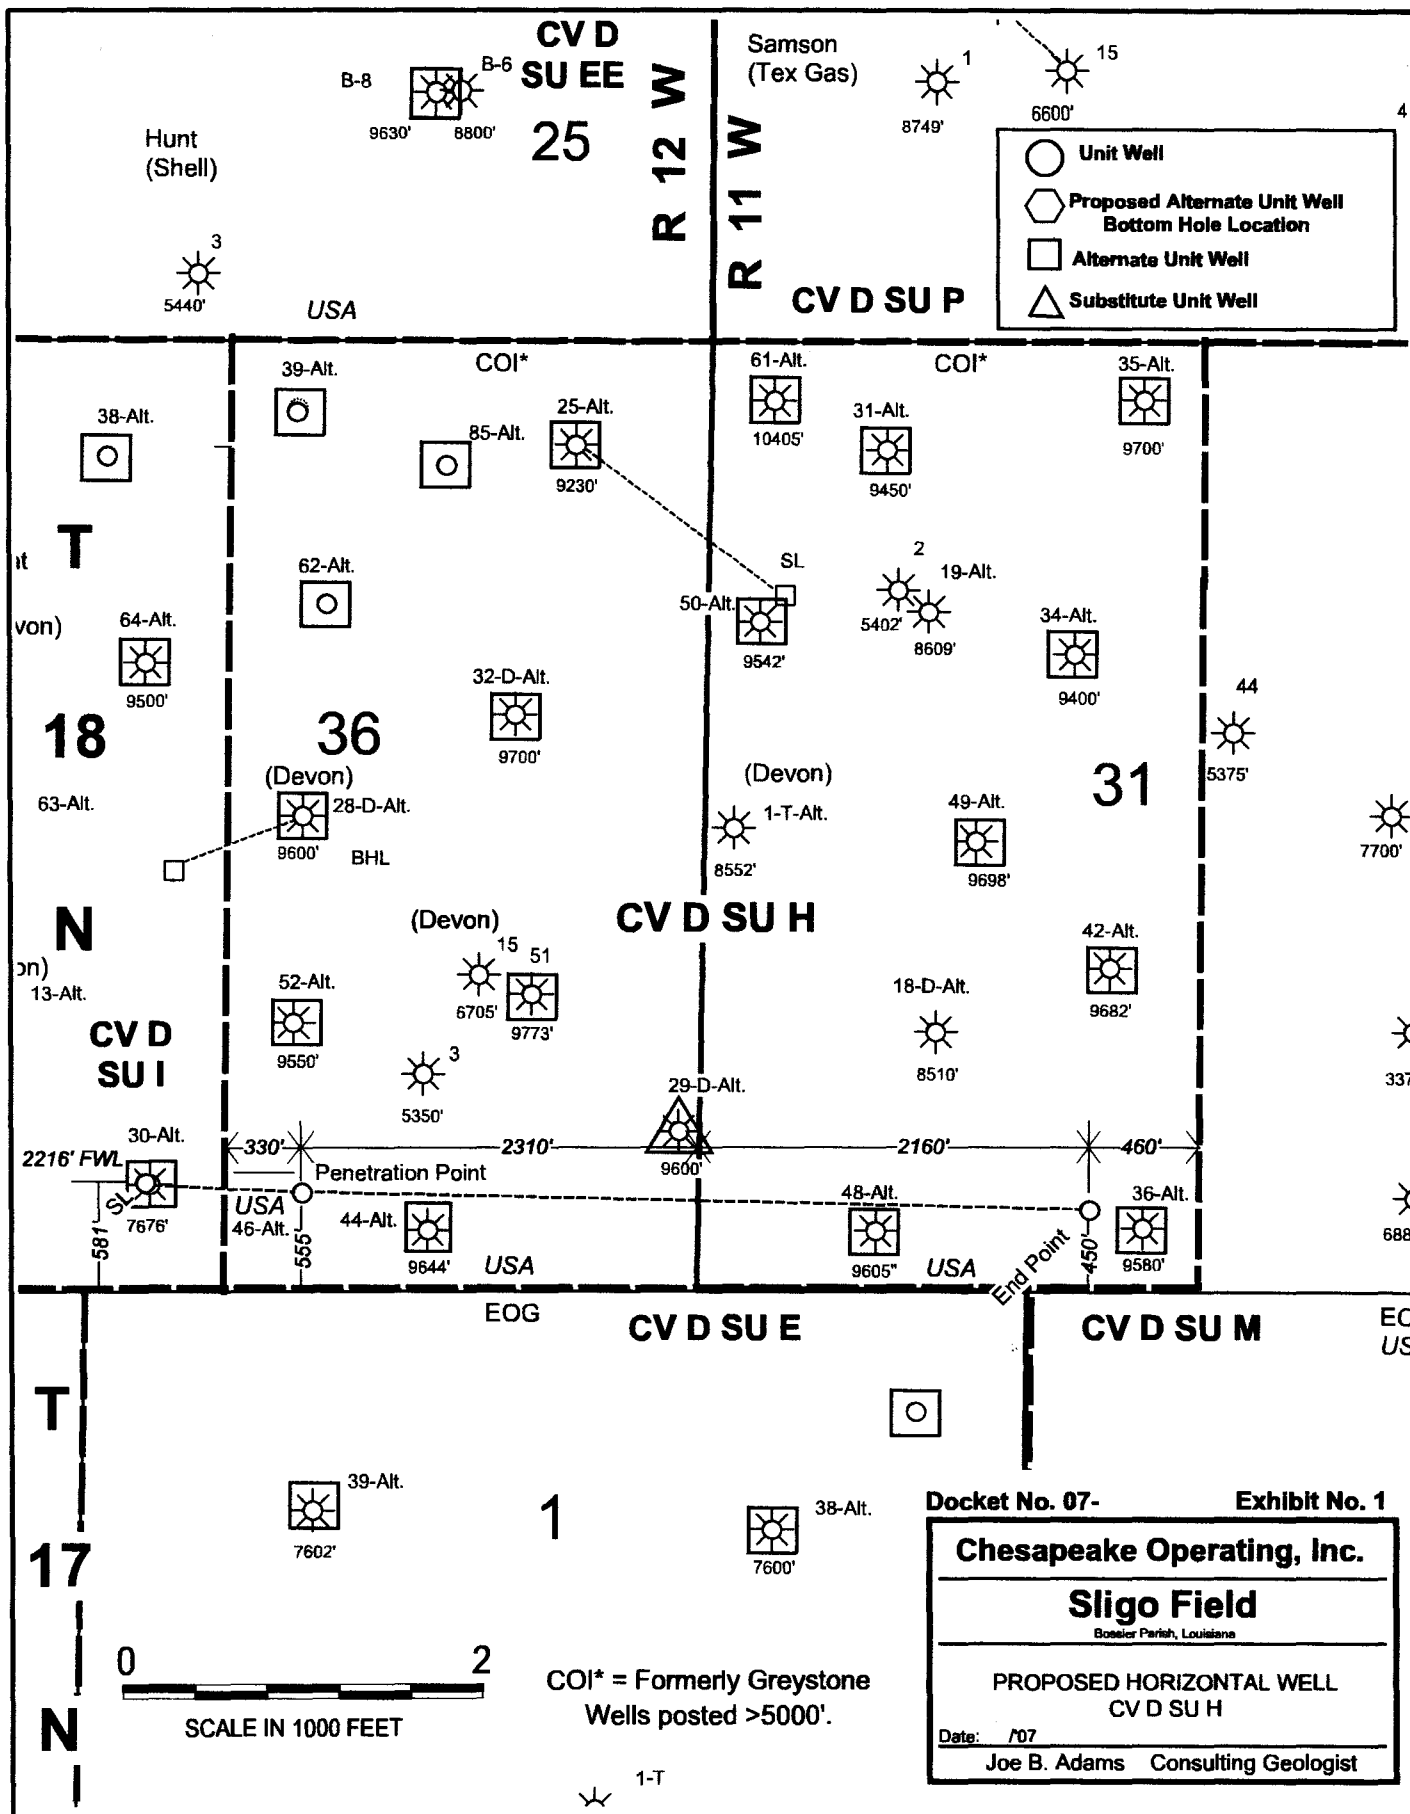 CV D
SU EE
25
B-8
B-6
9630'
8800'
Hunt
(Shell)
3
5440'
USA
R 12 W
R 11 W
Samson
(Tex Gas)
1
8749'
15
6600'
4
Unit Well
Proposed Alternate Unit Well
Bottom Hole Location
Alternate Unit Well
Substitute Unit Well
CV D SU P
COI*
COI*
39-Alt.
38-Alt.
85-Alt.
25-Alt.
9230'
61-Alt.
10405'
31-Alt.
9450'
35-Alt.
9700'
T
62-Alt.
SL
50-Alt.
9542'
2
5402'
19-Alt.
8609'
34-Alt.
9400'
von)
64-Alt.
9500'
32-D-Alt.
9700'
44
5375'
18
36
31
(Devon)
28-D-Alt.
9600'
BHL
63-Alt.
(Devon)
1-T-Alt.
8552'
49-Alt.
9698'
7700'
N
(Devon)
CV D SU H
15
6705'
51
9773'
42-Alt.
9682'
on)
13-Alt.
52-Alt.
9550'
18-D-Alt.
8510'
CV D
SU I
3
5350'
29-D-Alt.
9600'
337
30-Alt.
330'
2310'
2160'
460'
2216' FWL
Penetration Point
SL
7676'
USA
46-Alt.
44-Alt.
9644'
48-Alt.
9605"
36-Alt.
9580'
688
581'
555'
450'
End Point
USA
USA
EOG
CV D SU E
CV D SU M
EO
US
T
39-Alt.
7602'
1
38-Alt.
7600'
17
N
0 2
SCALE IN 1000 FEET
COI* = Formerly Greystone
Wells posted >5000'.
1-T
Docket No. 07- Exhibit No. 1
Chesapeake Operating, Inc.
Sligo Field
Bossier Parish, Louisiana
PROPOSED HORIZONTAL WELL
CV D SU H
Date: /'07
Joe B. Adams Consulting Geologist